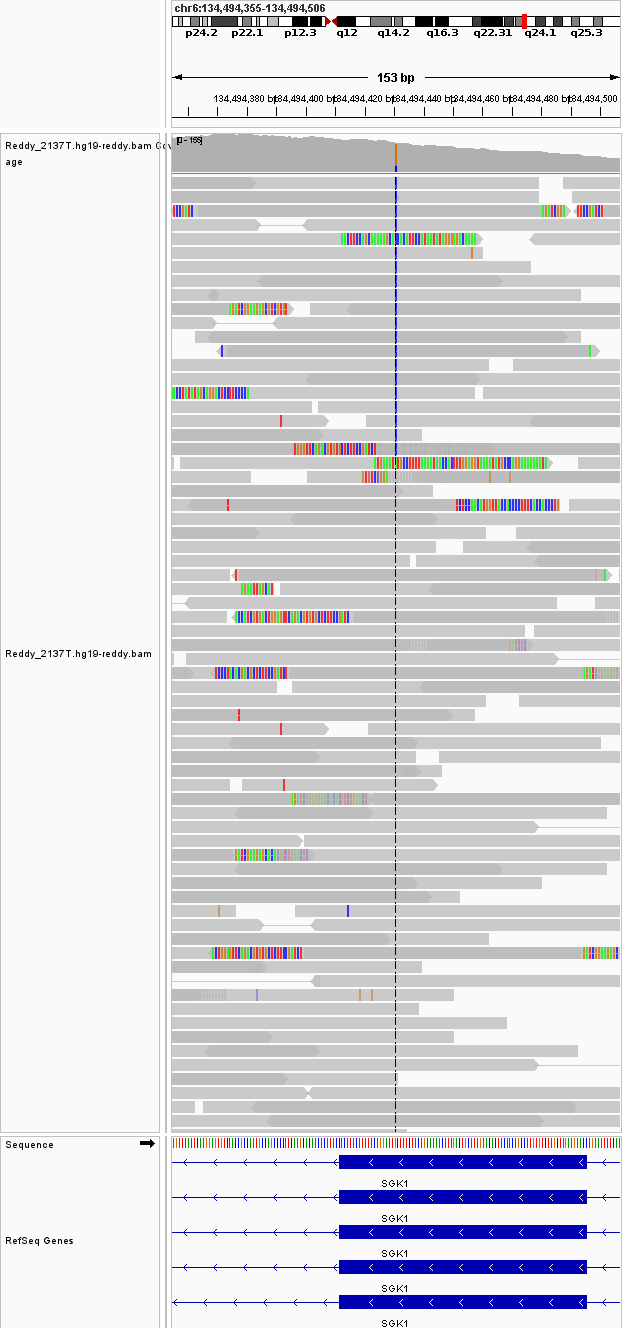 chr6:134,494,355-134,494,506
p24.2 p22.1 p12.3 q12 q14.2 q16.3 q22.31 q24.1 q25.3
153 bp
134,494,380 bp 134,494,400 bp 134,494,420 bp 134,494,440 bp 134,494,460 bp 134,494,480 bp 134,494,500
Reddy_2137T.hg19-reddy.bam Cov
age
[0 - 155]
Reddy_2137T.hg19-reddy.bam
Sequence
SGK1
SGK1
RefSeq Genes
SGK1
SGK1
SGK1